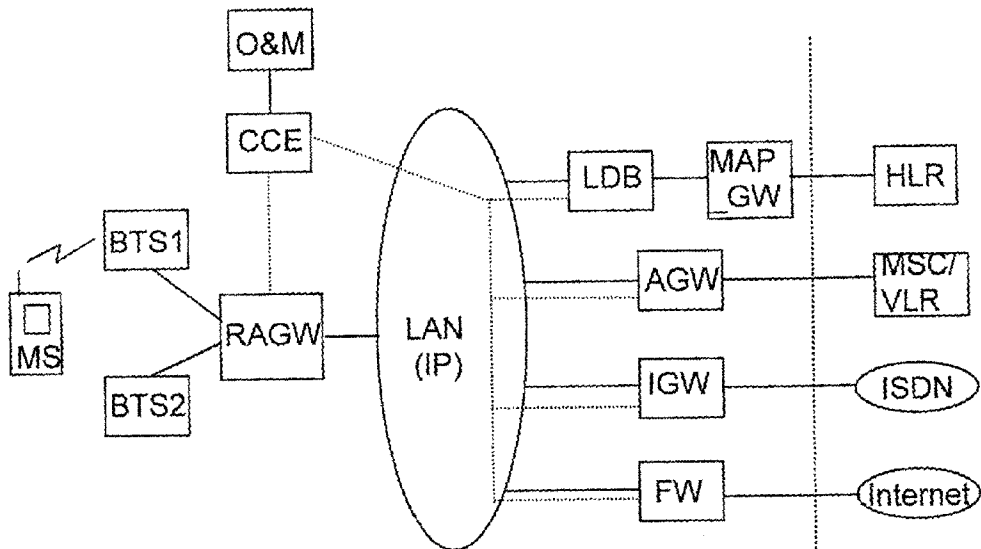 O&M
CCE
LDB
MAP
_GW
HLR
BTS1
AGW
MSC/
VLR
MS
RAGW
LAN
(IP)
BTS2
IGW
ISDN
FW
Internet